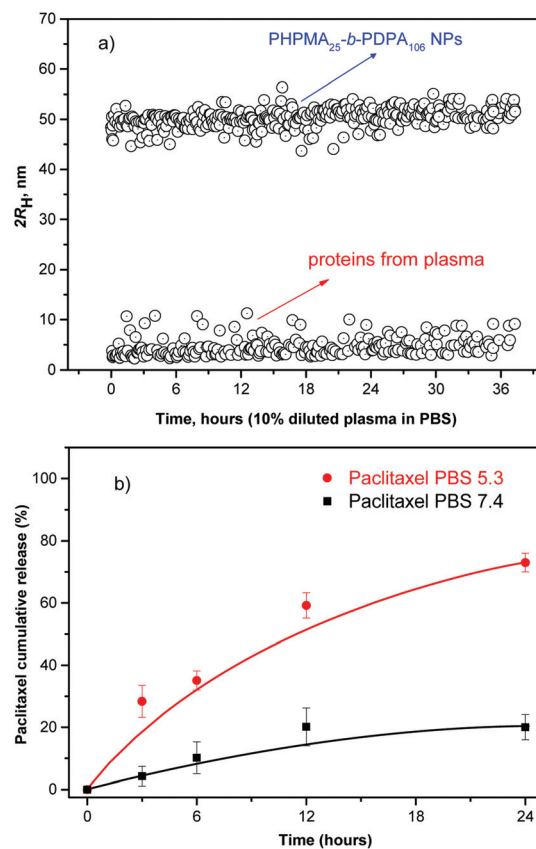 a)
PHPMA25-b-PDPA106 NPs
70
60
50
40
30
20
10
0
2RH, nm
proteins from plasma
0 6 12 18 24 30 36
Time, hours (10% diluted plasma in PBS)
b)
Paclitaxel PBS 5.3
Paclitaxel PBS 7.4
100
80
60
40
20
0
Paclitaxel cumulative release (%)
0 6 12 24
Time (hours)